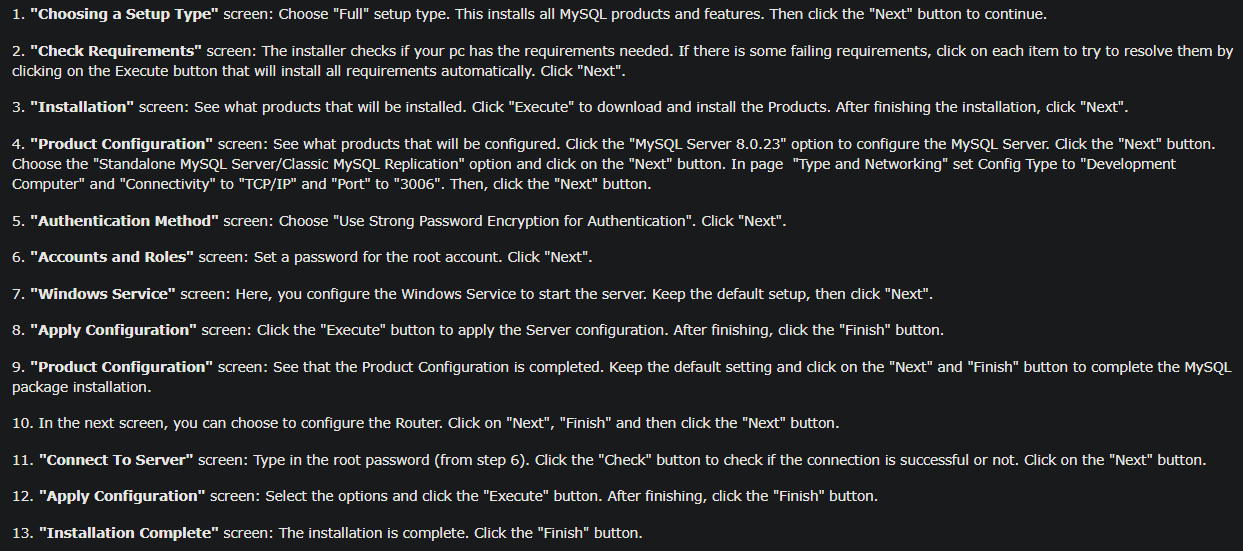 1. "Choosing a Setup Type" screen: Choose "Full" setup type. This installs all MySQL products and features. Then click the "Next" button to continue.
2. "Check Requirements" screen: The installer checks if your pc has the requirements needed. If there is some failing requirements, click on each item to try to resolve them by
clicking on the Execute button that will install all requirements automatically. Click "Next".
3. "Installation" screen: See what products that will be installed. Click "Execute" to download and install the Products. After finishing the installation, click "Next".
4. "Product Configuration" screen: See what products that will be configured. Click the "MySQL Server 8.0.23" option to configure the MySQL Server. Click the "Next" button.
Choose the "Standalone MySQL Server/Classic MySQL Replication" option and click on the "Next" button. In page  "Type and Networking" set Config Type to "Development
Computer" and "Connectivity" to "TCP/IP" and "Port" to "3006". Then, click the "Next" button.
5. "Authentication Method" screen: Choose "Use Strong Password Encryption for Authentication". Click "Next".
6. "Accounts and Roles" screen: Set a password for the root account. Click "Next".
7. "Windows Service" screen: Here, you configure the Windows Service to start the server. Keep the default setup, then click "Next".
8. "Apply Configuration" screen: Click the "Execute" button to apply the Server configuration. After finishing, click the "Finish" button.
9. "Product Configuration" screen: See that the Product Configuration is completed. Keep the default setting and click on the "Next" and "Finish" button to complete the MySQL
package installation.
10. In the next screen, you can choose to configure the Router. Click on "Next", "Finish" and then click the "Next" button.
11. "Connect To Server" screen: Type in the root password (from step 6). Click the "Check" button to check if the connection is successful or not. Click on the "Next" button.
12. "Apply Configuration" screen: Select the options and click the "Execute" button. After finishing, click the "Finish" button.
13. "Installation Complete" screen: The installation is complete. Click the "Finish" button.